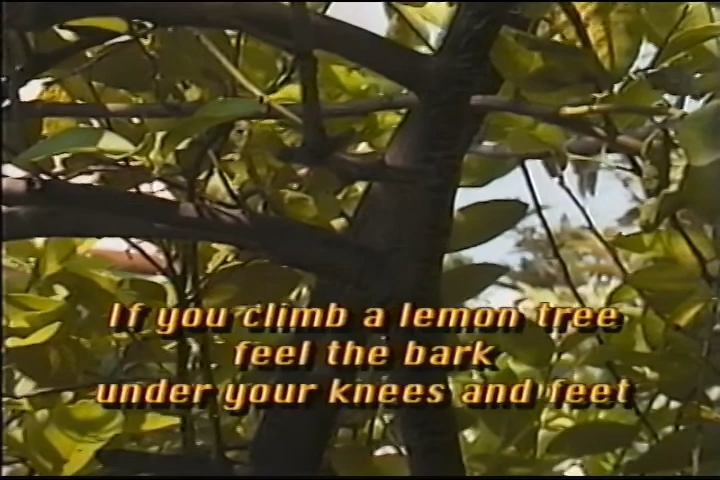 If you climb a lemon tree
feel the bark
under your knees and feet